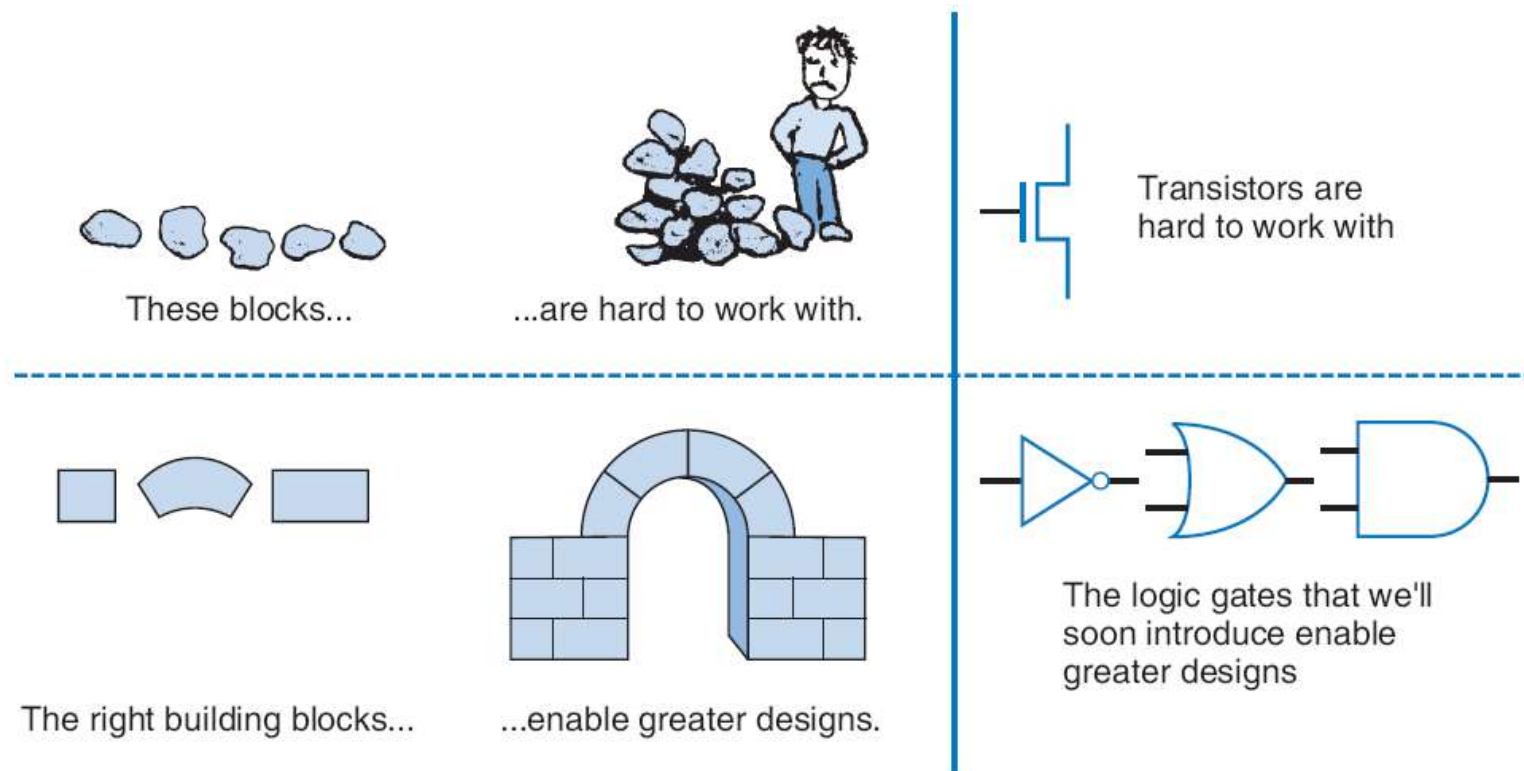 These blocks...
...are hard to work with.
Transistors are
hard to work with
The right building blocks...
...enable greater designs.
The logic gates that we'll
soon introduce enable
greater designs